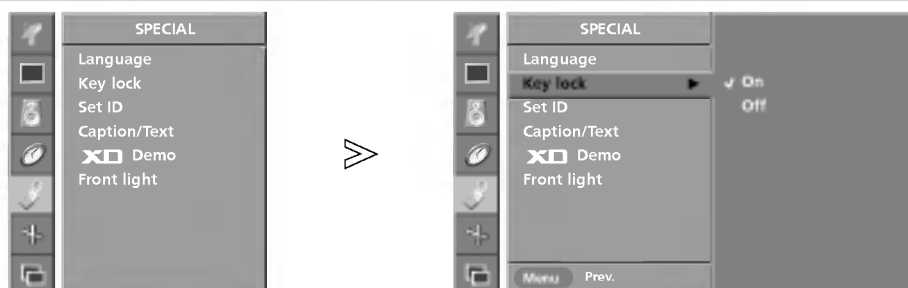 SPECIAL
Language
Key lock
Set ID
Caption/Text
XD Demo
Front light
SPECIAL
Language
Key lock
On
Off
Set ID
Caption/Text
XD Demo
Front light
Menu Prev.